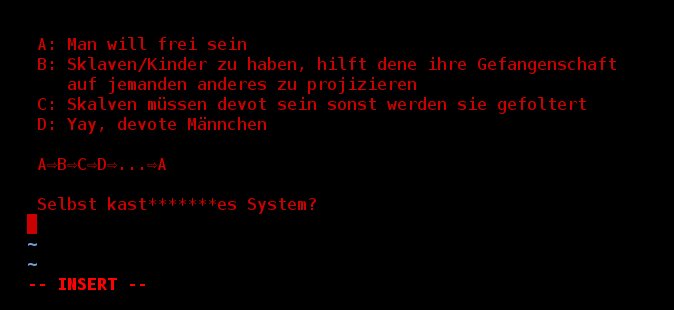 A: Man will frei sein
B: Sklaven/Kinder zu haben, hilft dene ihre Gefangenschaft
auf jemanden anderes zu projizieren
C: Skalven müssen devot sein sonst werden sie gefoltert
D: Yay, devote Männchen
A⇒B⇒C⇒D⇒...⇒A
Selbst kast*******es System?
~
~
-- INSERT --